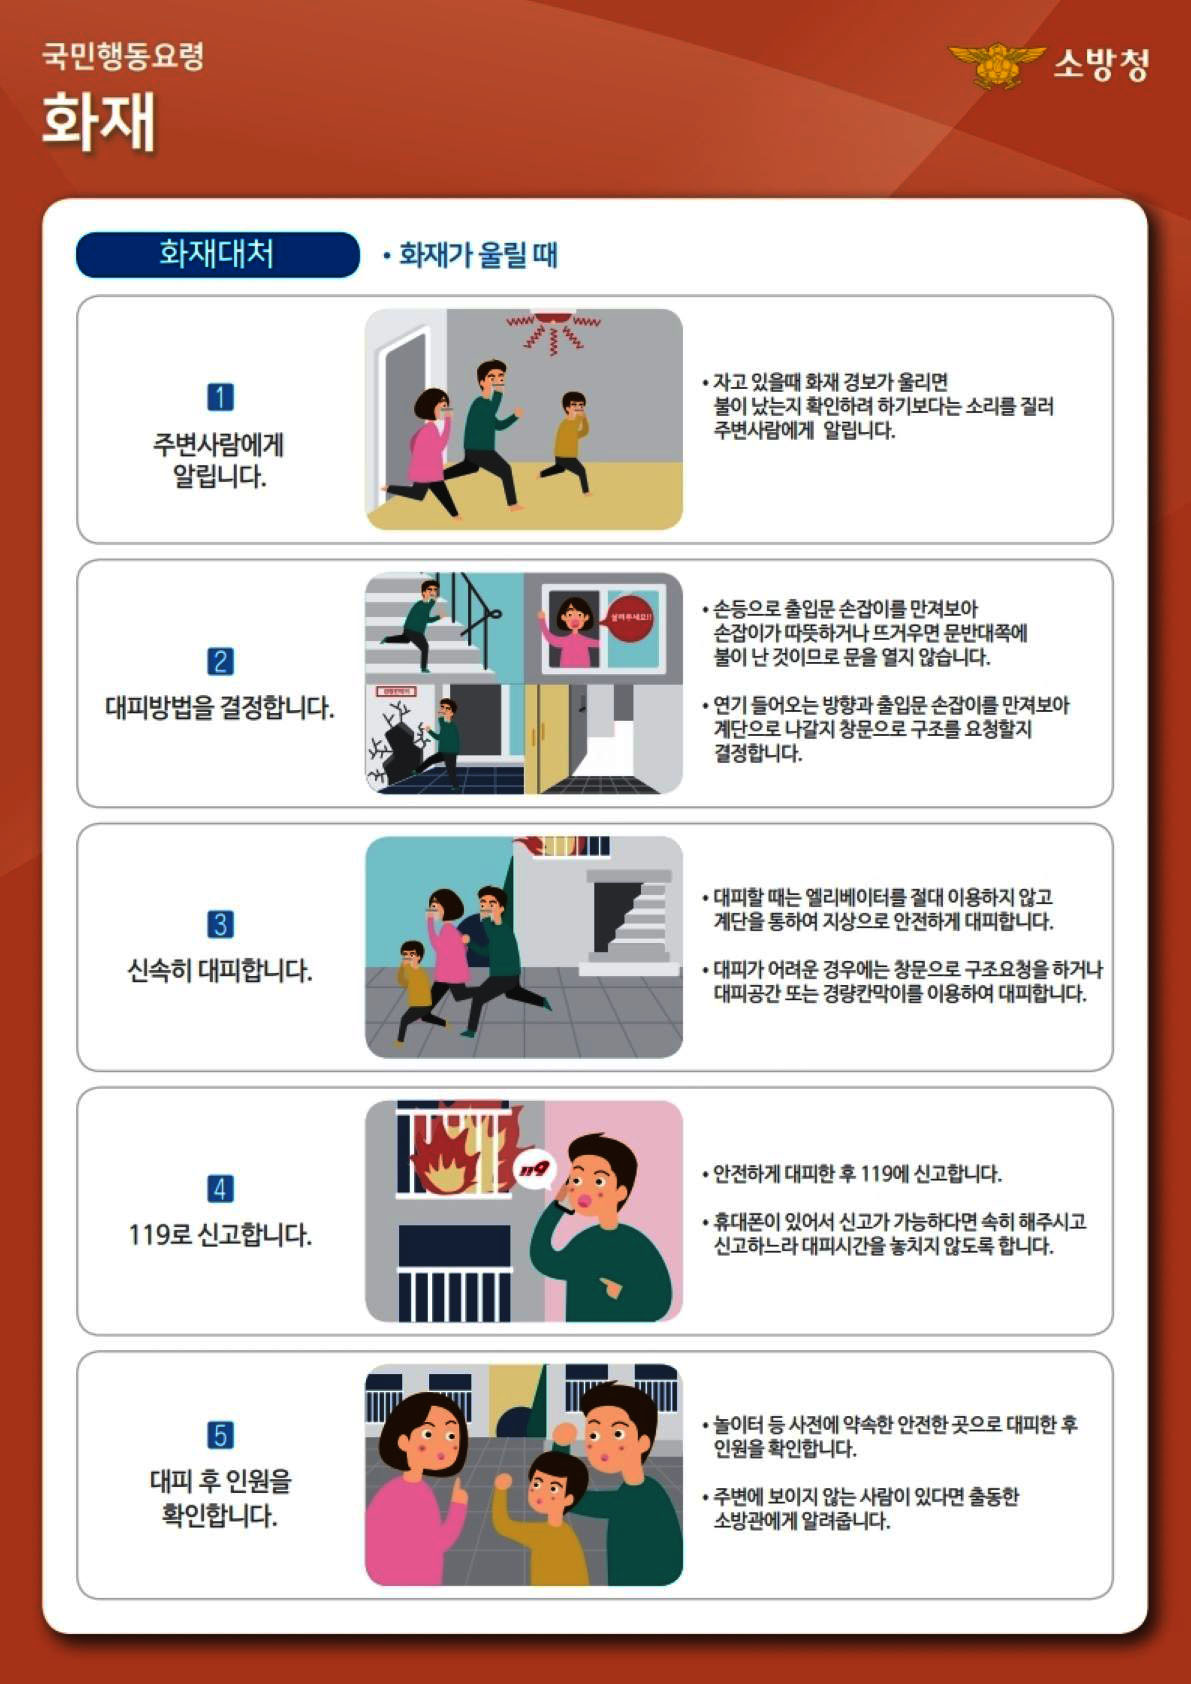 국민행동요령
화재
소방청
화재대처
• 화재가 울릴 때
1
주변사람에게
알립니다.
• 자고 있을때 화재 경보가 울리면
불이 났는지 확인하려 하기보다는 소리를 질러
주변사람에게 알립니다.
2
대피방법을 결정합니다.
살려주세요!!
경량칸막이
• 손등으로 출입문 손잡이를 만져보아
손잡이가 따뜻하거나 뜨거우면 문반대쪽에
불이 난 것이므로 문을 열지 않습니다.
• 연기 들어오는 방향과 출입문 손잡이를 만져보아
계단으로 나갈지 창문으로 구조를 요청할지
결정합니다.
3
신속히 대피합니다.
• 대피할 때는 엘리베이터를 절대 이용하지 않고
계단을 통하여 지상으로 안전하게 대피합니다.
• 대피가 어려운 경우에는 창문으로 구조요청을 하거나
대피공간 또는 경량칸막이를 이용하여 대피합니다.
4
119로 신고합니다.
119
• 안전하게 대피한 후 119에 신고합니다.
• 휴대폰이 있어서 신고가 가능하다면 속히 해주시고
신고하느라 대피시간을 놓치지 않도록 합니다.
5
대피 후 인원을
확인합니다.
• 놀이터 등 사전에 약속한 안전한 곳으로 대피한 후
인원을 확인합니다.
• 주변에 보이지 않는 사람이 있다면 출동한
소방관에게 알려줍니다.